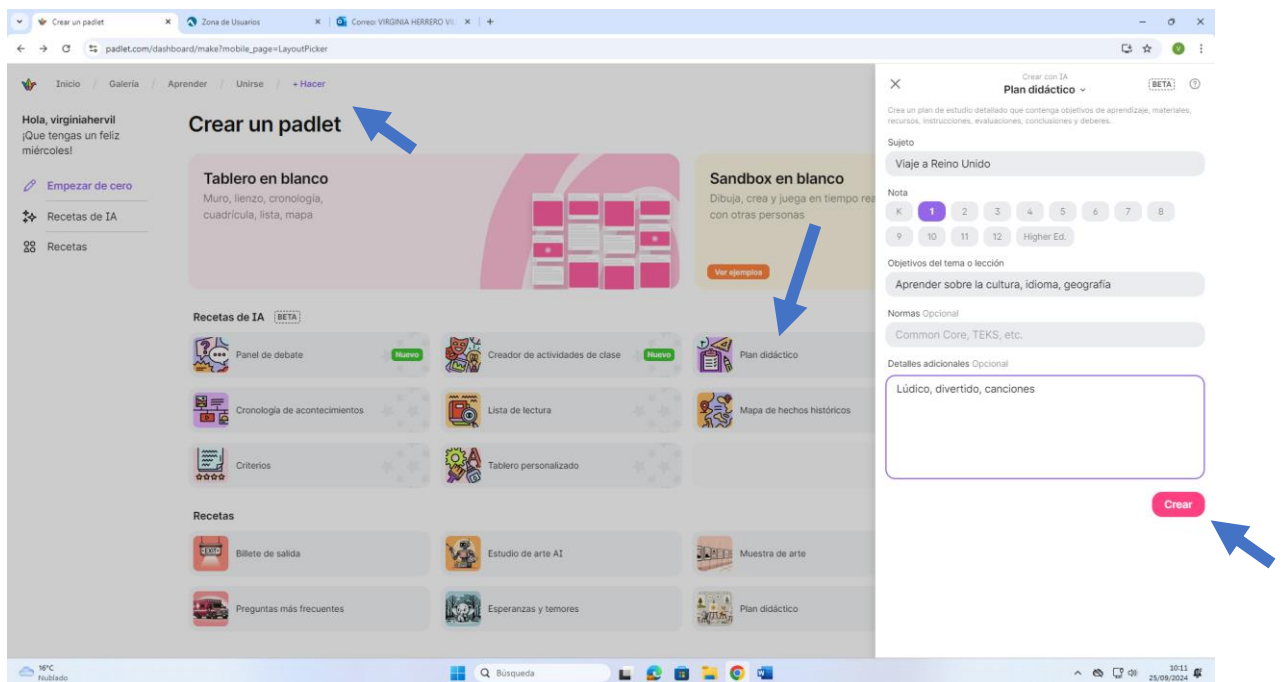 Crear un padlet
Zona de Usuarios
Correo: VIRGINIA HERRERO VI
padlet.com/dashboard/make?mobile_page=LayoutPicker
V
Inicio / Galería / Aprender / Unirse / + Hacer
Hola, virginiahervil
¡Que tengas un feliz
miércoles!
Empezar de cero
Recetas de IA
Recetas
Crear un padlet
Tablero en blanco
Muro, lienzo, cronología,
cuadrícula, lista, mapa
Sandbox en blanco
Dibuja, crea y juega en tiempo rea
con otras personas
Ver ejemplos
Recetas de IA BETA
Panel de debate
Nuevo
Creador de actividades de clase
Nuevo
Plan didáctico
Cronología de acontecimientos
Lista de lectura
Mapa de hechos históricos
Criterios
Tablero personalizado
Recetas
EXIT
Billete de salida
Estudio de arte AI
Muestra de arte
Preguntas más frecuentes
Esperanzas y temores
Plan didáctico
Crear con IA
Plan didáctico
BETA
?
Crea un plan de estudio detallado que contenga objetivos de aprendizaje, materiales,
recursos, instrucciones, evaluaciones, conclusiones y deberes.
Sujeto
Viaje a Reino Unido
Nota
K 1 2 3 4 5 6 7 8
9 10 11 12 Higher Ed.
Objetivos del tema o lección
Aprender sobre la cultura, idioma, geografía
Normas Opcional
Common Core, TEKS, etc.
Detalles adicionales Opcional
Lúdico, divertido, canciones
Crear
16°C
Nublado
Búsqueda
10:11
25/09/2024